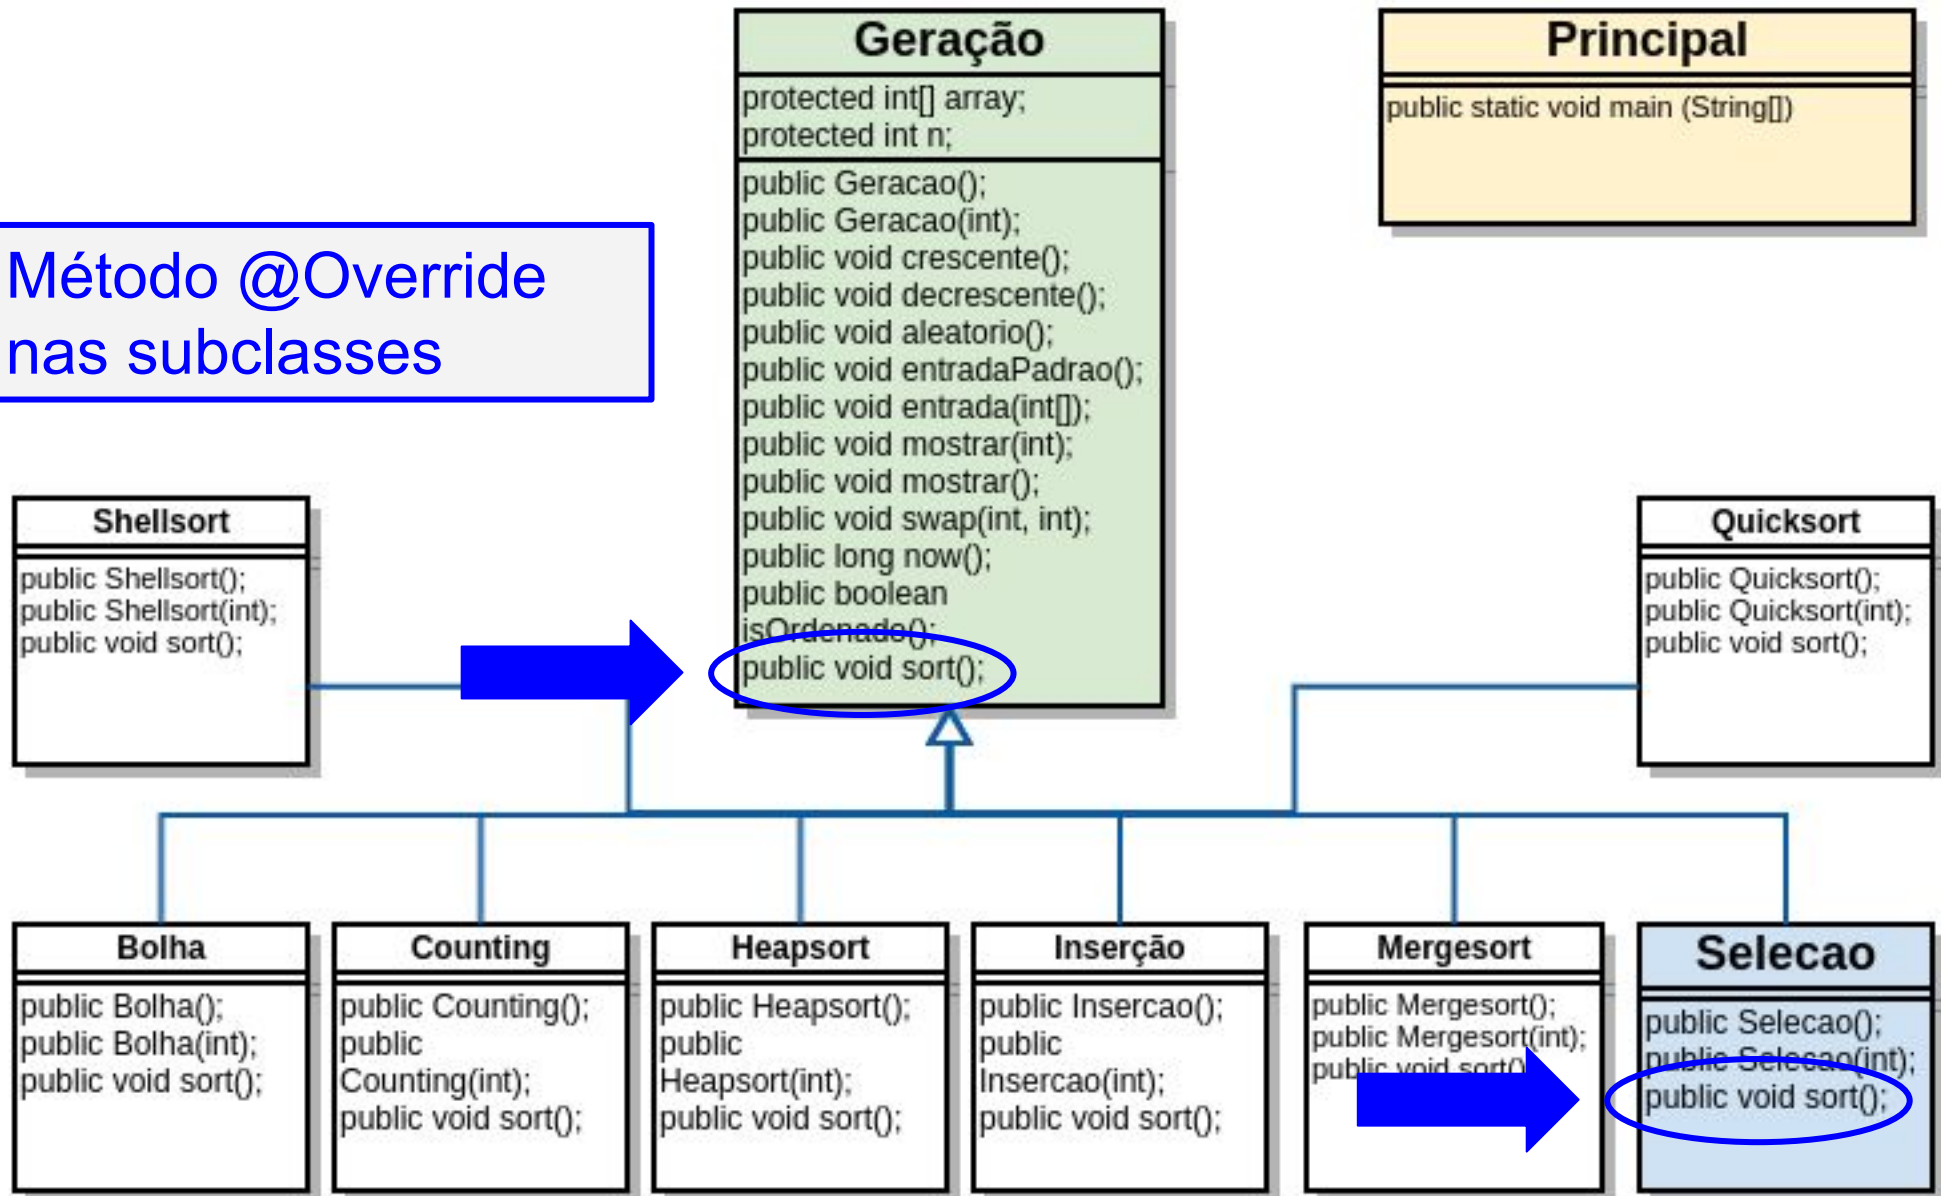 Geração
protected int[] array;
protected int n;
public Geracao();
public Geracao(int);
public void crescente();
public void decrescente();
public void aleatorio();
public void entradaPadrao();
public void entrada(int[]);
public void mostrar(int);
public void mostrar();
public void swap(int, int);
public long now();
public boolean
isOrdenado();
public void sort();
Principal
public static void main (String[])
Método @Override
nas subclasses
Shellsort
public Shellsort();
public Shellsort(int);
public void sort();
Quicksort
public Quicksort();
public Quicksort(int);
public void sort();
Bolha
public Bolha();
public Bolha(int);
public void sort();
Counting
public Counting();
public
Counting(int);
public void sort();
Heapsort
public Heapsort();
public
Heapsort(int);
public void sort();
Inserção
public Insercao();
public
Insercao(int);
public void sort();
Mergesort
public Mergesort();
public Mergesort(int);
public void sort()
Selecao
public Selecao();
public Selecao(int);
public void sort();